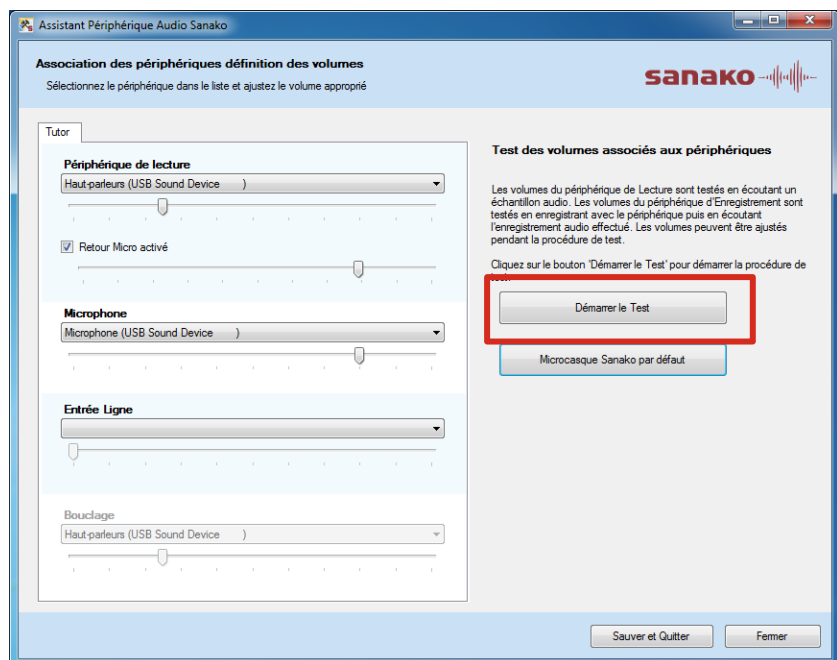 Assistant Périphérique Audio Sanako
Association des périphériques définition des volumes
Sélectionnez le périphérique dans le liste et ajustez le volume approprié
sanako
Tutor
Périphérique de lecture
Haut-parleurs (USB Sound Device )
Retour Micro activé
Microphone
Microphone (USB Sound Device )
Entrée Ligne
Bouclage
Haut-parleurs (USB Sound Device )
Test des volumes associés aux périphériques
Les volumes du périphérique de Lecture sont testés en écoutant un
échantillon audio. Les volumes du périphérique d'Enregistrement sont
testés en enregistrant avec le périphérique puis en écoutant
l'enregistrement audio effectué. Les volumes peuvent être ajustés
pendant la procédure de test.
Cliquez sur le bouton 'Démarrer le Test' pour démarrer la procédure de
Démarrer le Test
Microcasque Sanako par défaut
Sauver et Quitter
Fermer